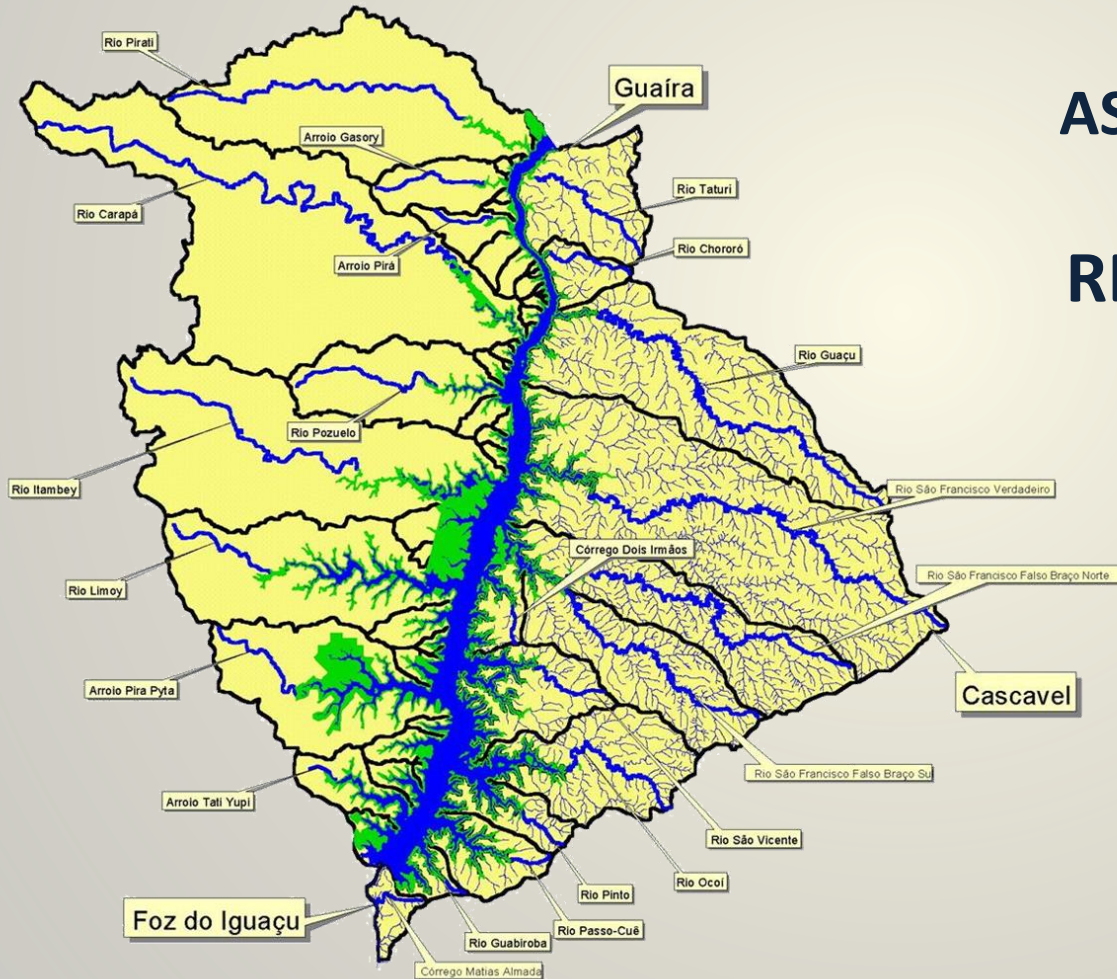 Rio Pirati
Guaíra
AS
Arroio Gasory
Rio Taturi
Rio Carapá
Rio Chororó
Arroio Pirá
Rio Guaçu
Rio Pozuelo
Rio Itambey
Rio São Francisco Verdadeiro
Córrego Dois Irmãos
Rio São Francisco Falso Braço Norte
Rio Limoy
Arroio Pira Pyta
Cascavel
Rio São Francisco Falso Braço Su
Arroio Tati Yupi
Rio São Vicente
Rio Ocoí
Rio Pinto
Foz do Iguaçu
Rio Passo-Cuê
Rio Guabiroba
Córrego Matias Almada